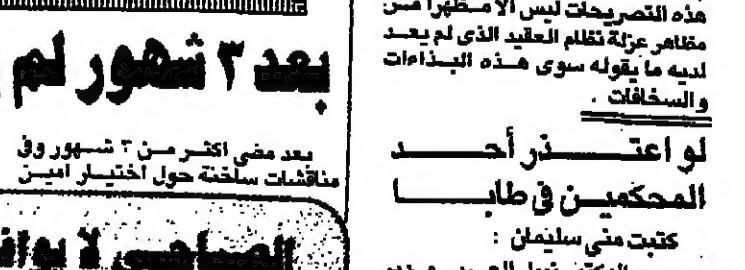 هذه التصريحات ليس الا مظهرا من
مظاهر عزلة نظام العقيد الذى لم يعد
لديه ما يقوله سوى هذه البذاءات
والسخافات .
لو اعتذر أحد
المحكمين فى طابا
كتبت منى سليمان :
نبيل
بعد ٣ شهور لم
بعد مضى اكثر من ٣ شهور وفى
مناقشات ساخنة حول اختيار امين
لا